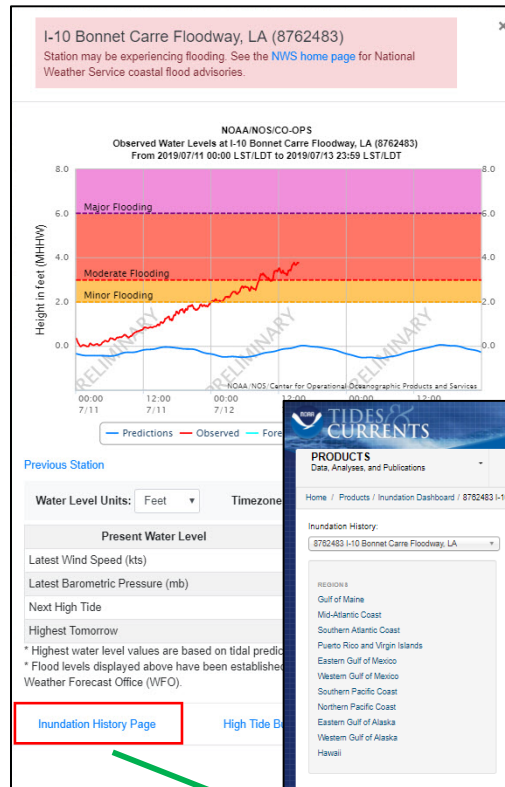 I-10 Bonnet Carre Floodway, LA (8762483)
Station may be experiencing flooding. See the NWS home page for National
Weather Service coastal flood advisories.
×
NOAA/NOS/CO-OPS
Observed Water Levels at I-10 Bonnet Carre Floodway, LA (8762483)
From 2019/07/11 00:00 LST/LDT to 2019/07/13 23:59 LST/LDT
Height in feet (MHHW)
8.0 8.0
6.0 6.0
4.0 4.0
2.0 2.0
0.0 0.0
Major Flooding
Moderate Flooding
Minor Flooding
PRELIMINARY PRELIMINARY PRELIMINARY
NOAA/NOS/Center for Operational Oceanographic Products and Services
00:00 12:00 00:00 12:00 00:00 12:00
7/11 7/11 7/12
Predictions Observed Fore
Previous Station
Water Level Units: Feet Timezone
Present Water Level
Latest Wind Speed (kts)
Latest Barometric Pressure (mb)
Next High Tide
Highest Tomorrow
* Highest water level values are based on tidal predic
* Flood levels displayed above have been established
Weather Forecast Office (WFO).
Inundation History Page High Tide B
NOAA
TIDES &
CURRENTS
PRODUCTS
Data, Analyses, and Publications
Home / Products / Inundation Dashboard / 8762483 I-1
Inundation History:
8762483 I-10 Bonnet Carre Floodway, LA
REGIONS
Gulf of Maine
Mid-Atlantic Coast
Southern Atlantic Coast
Puerto Rico and Virgin Islands
Eastern Gulf of Mexico
Western Gulf of Mexico
Southern Pacific Coast
Northern Pacific Coast
Eastern Gulf of Alaska
Western Gulf of Alaska
Hawaii